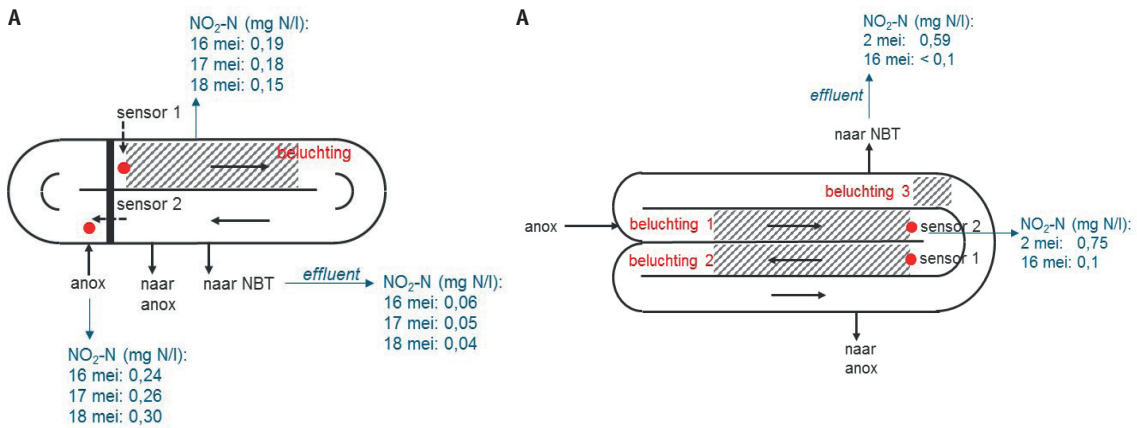 A
NO₂-N (mg N/l):
16 mei: 0,19
17 mei: 0,18
18 mei: 0,15
sensor 1
beluchting
sensor 2
anox
naar
anox
naar NBT
effluent
NO₂-N (mg N/l):
16 mei: 0,06
17 mei: 0,05
18 mei: 0,04
NO₂-N (mg N/l):
16 mei: 0,24
17 mei: 0,26
18 mei: 0,30
A
NO₂-N (mg N/l):
2 mei: 0,59
16 mei: < 0,1
effluent
naar NBT
beluchting 3
anox
beluchting 1
sensor 2
beluchting 2
sensor 1
NO₂-N (mg N/l):
2 mei: 0,75
16 mei: 0,1
naar
anox